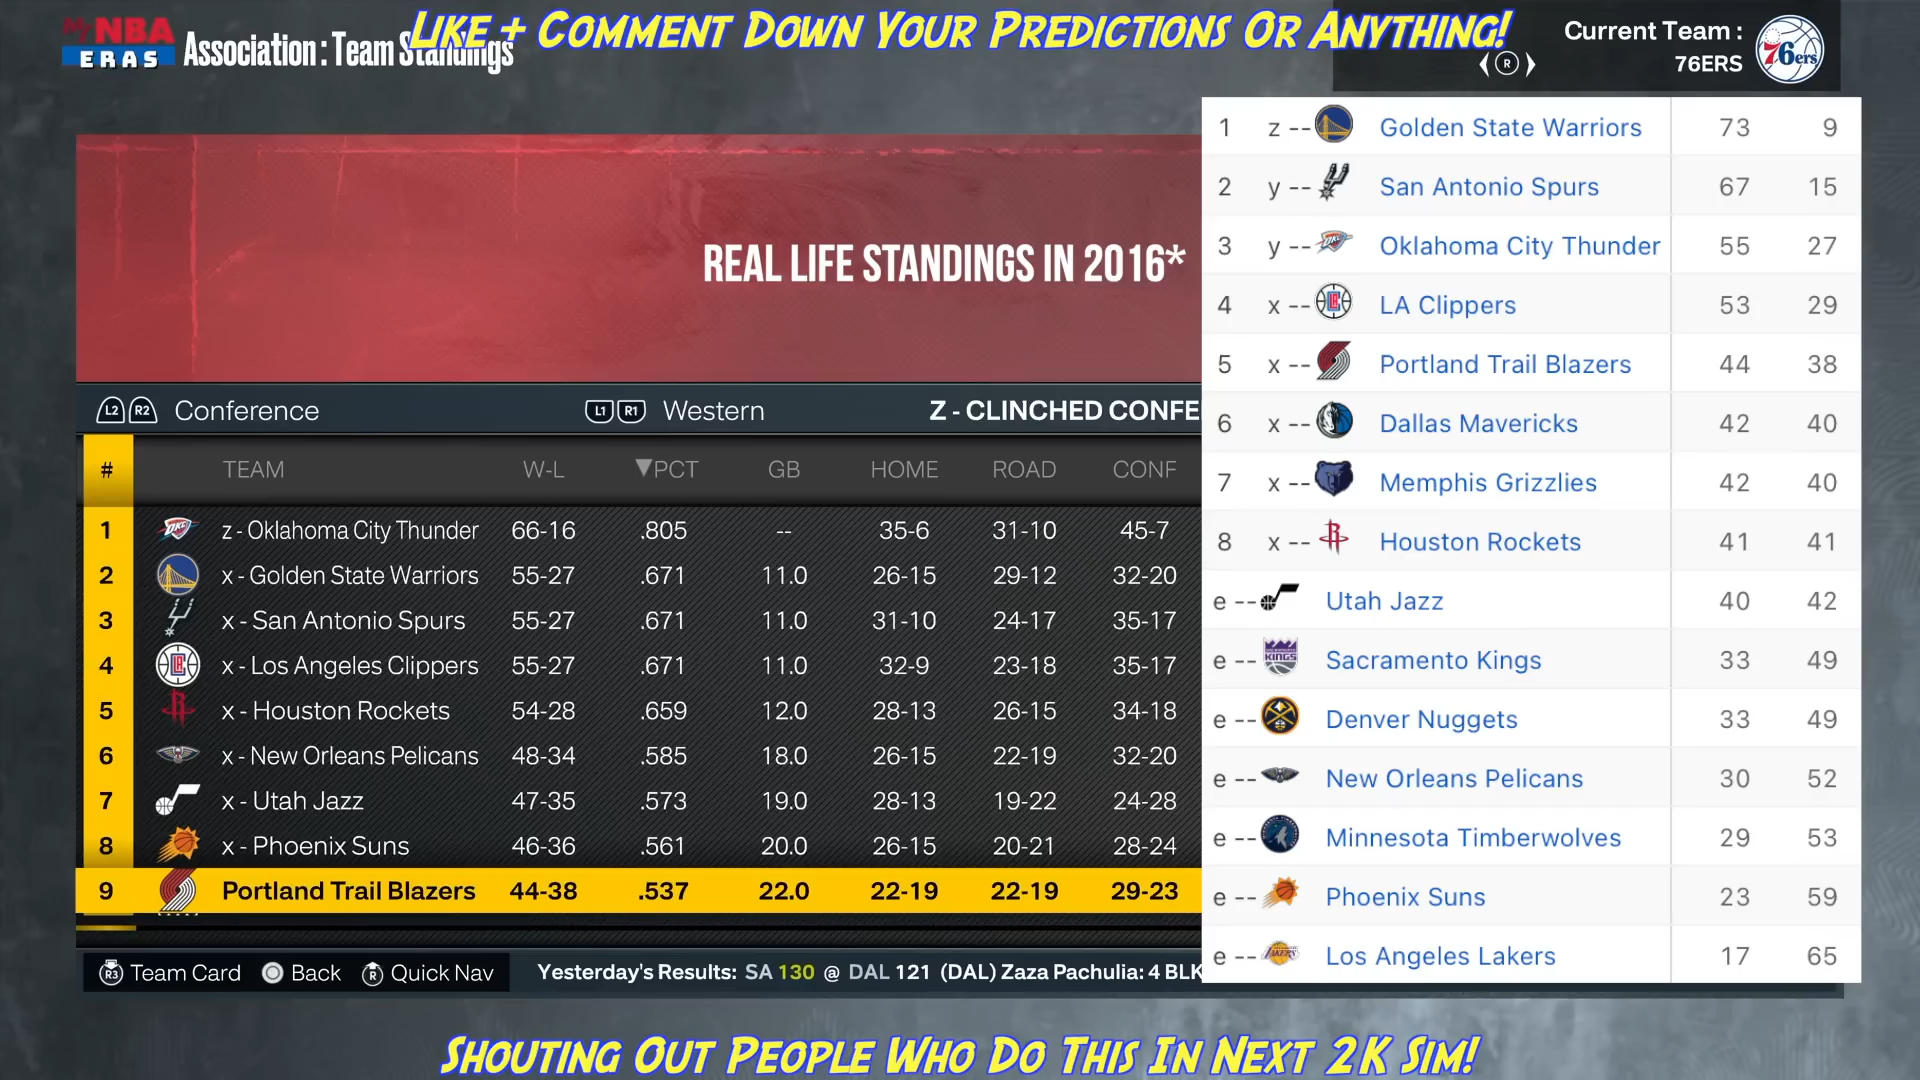 LIKE + COMMENT DOWN YOUR PREDICTIONS OR ANYTHING!
MyNBA ERAS Association : Team Standings
R
Current Team :
76ERS
REAL LIFE STANDINGS IN 2016*
L2 R2 Conference L1 R1 Western Z - CLINCHED CONFE
# TEAM W-L ▼PCT GB HOME ROAD CONF
1 z - Oklahoma City Thunder 66-16 .805 -- 35-6 31-10 45-7
2 x - Golden State Warriors 55-27 .671 11.0 26-15 29-12 32-20
3 x - San Antonio Spurs 55-27 .671 11.0 31-10 24-17 35-17
4 x - Los Angeles Clippers 55-27 .671 11.0 32-9 23-18 35-17
5 x - Houston Rockets 54-28 .659 12.0 28-13 26-15 34-18
6 x - New Orleans Pelicans 48-34 .585 18.0 26-15 22-19 32-20
7 x - Utah Jazz 47-35 .573 19.0 28-13 19-22 24-28
8 x - Phoenix Suns 46-36 .561 20.0 26-15 20-21 28-24
9 Portland Trail Blazers 44-38 .537 22.0 22-19 22-19 29-23
R3 Team Card Back R Quick Nav Yesterday's Results: SA 130 @ DAL 121 (DAL) Zaza Pachulia: 4 BLK
1 z -- Golden State Warriors 73 9
2 y -- San Antonio Spurs 67 15
3 y -- Oklahoma City Thunder 55 27
4 x -- LA Clippers 53 29
5 x -- Portland Trail Blazers 44 38
6 x -- Dallas Mavericks 42 40
7 x -- Memphis Grizzlies 42 40
8 x -- Houston Rockets 41 41
e -- Utah Jazz 40 42
e -- Sacramento Kings 33 49
e -- Denver Nuggets 33 49
e -- New Orleans Pelicans 30 52
e -- Minnesota Timberwolves 29 53
e -- Phoenix Suns 23 59
e -- Los Angeles Lakers 17 65
SHOUTING OUT PEOPLE WHO DO THIS IN NEXT 2K SIM!